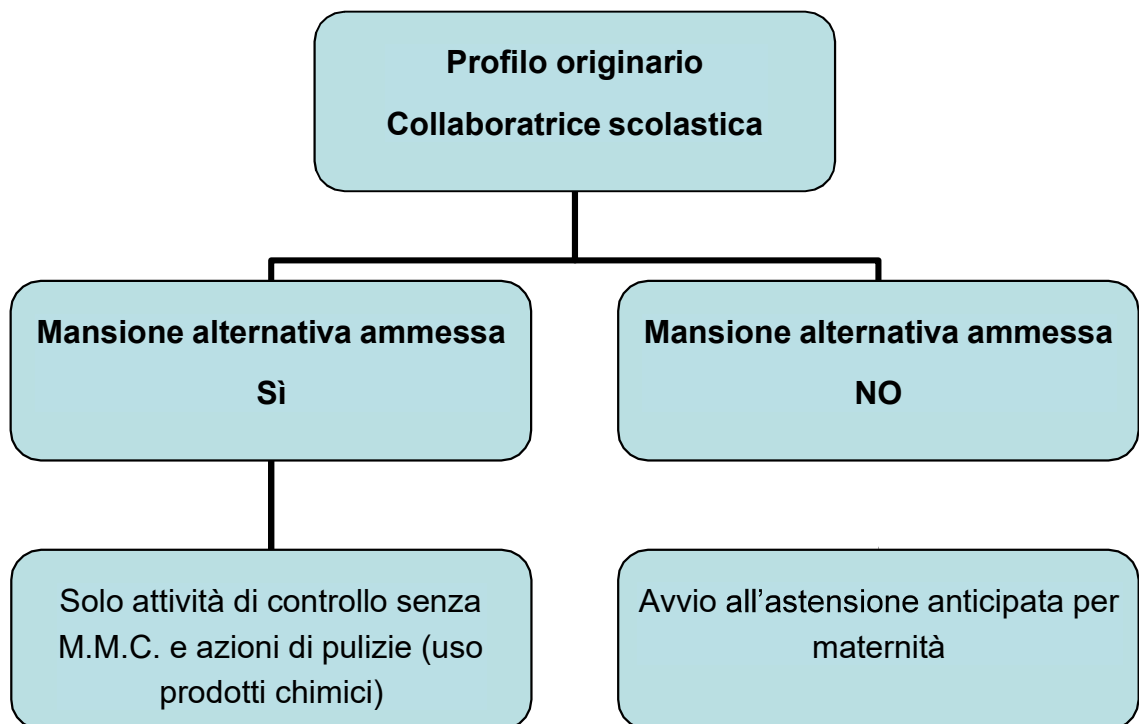 Profilo originario
Collaboratrice scolastica
Mansione alternativa ammessa
Sì
Mansione alternativa ammessa
NO
Solo attività di controllo senza
M.M.C. e azioni di pulizie (uso
prodotti chimici)
Avvio all’astensione anticipata per
maternità